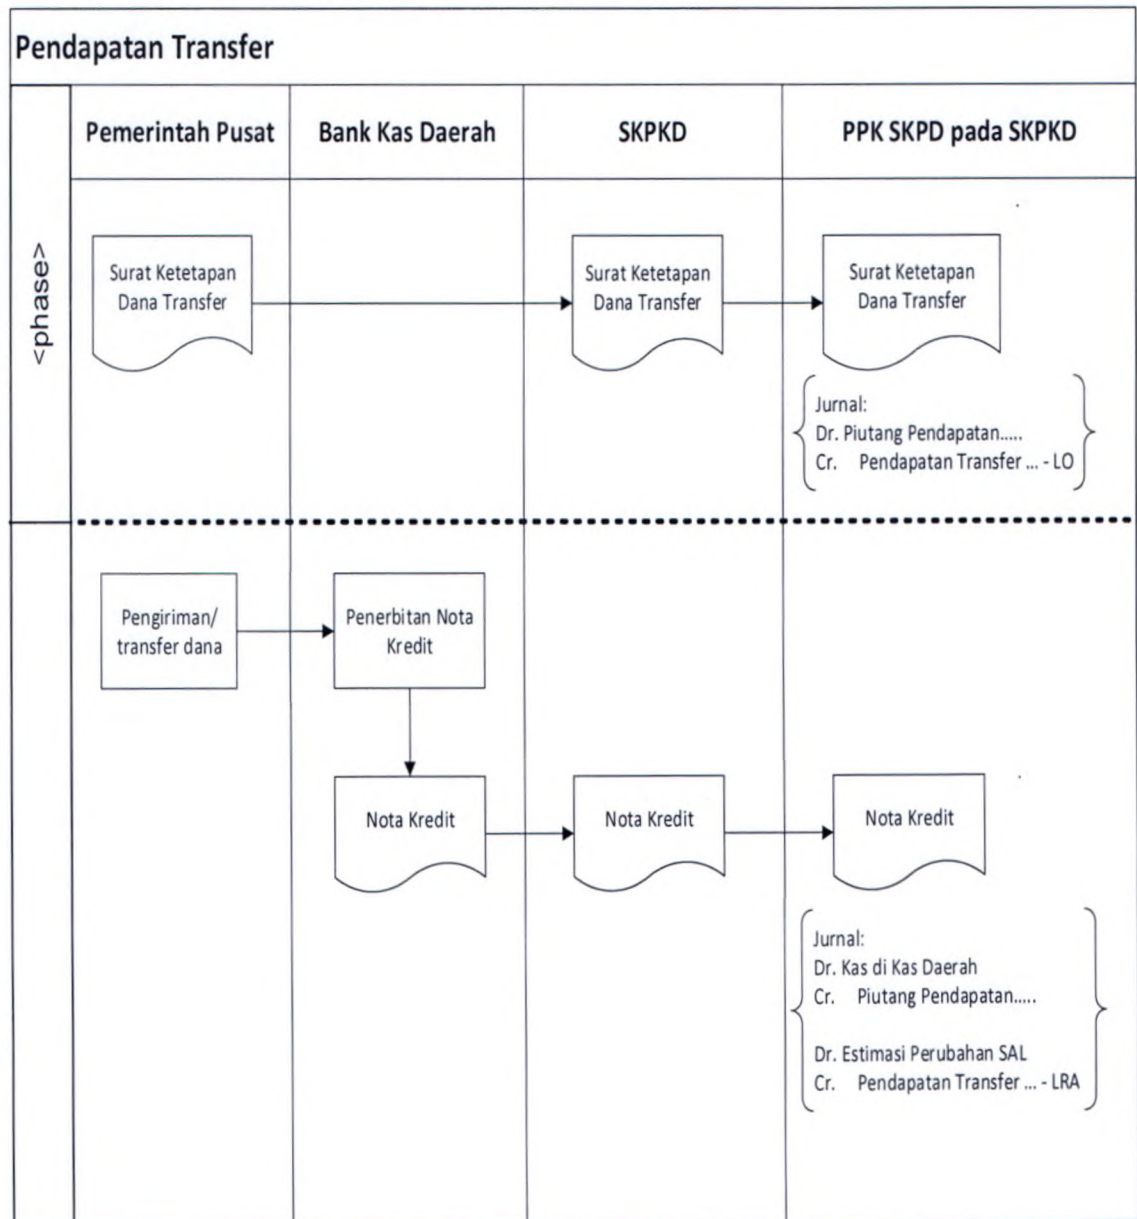 Pendapatan Transfer
Pemerintah Pusat
Bank Kas Daerah
SKPKD
PPK SKPD pada SKPKD
<phase>
Surat Ketetapan
Dana Transfer
Surat Ketetapan
Dana Transfer
Surat Ketetapan
Dana Transfer
Jurnal:
Dr. Piutang Pendapatan.....
Cr. Pendapatan Transfer ... - LO
Pengiriman/
transfer dana
Penerbitan Nota
Kredit
Nota Kredit
Nota Kredit
Nota Kredit
Jurnal:
Dr. Kas di Kas Daerah
Cr. Piutang Pendapatan.....
Dr. Estimasi Perubahan SAL
Cr. Pendapatan Transfer ... - LRA